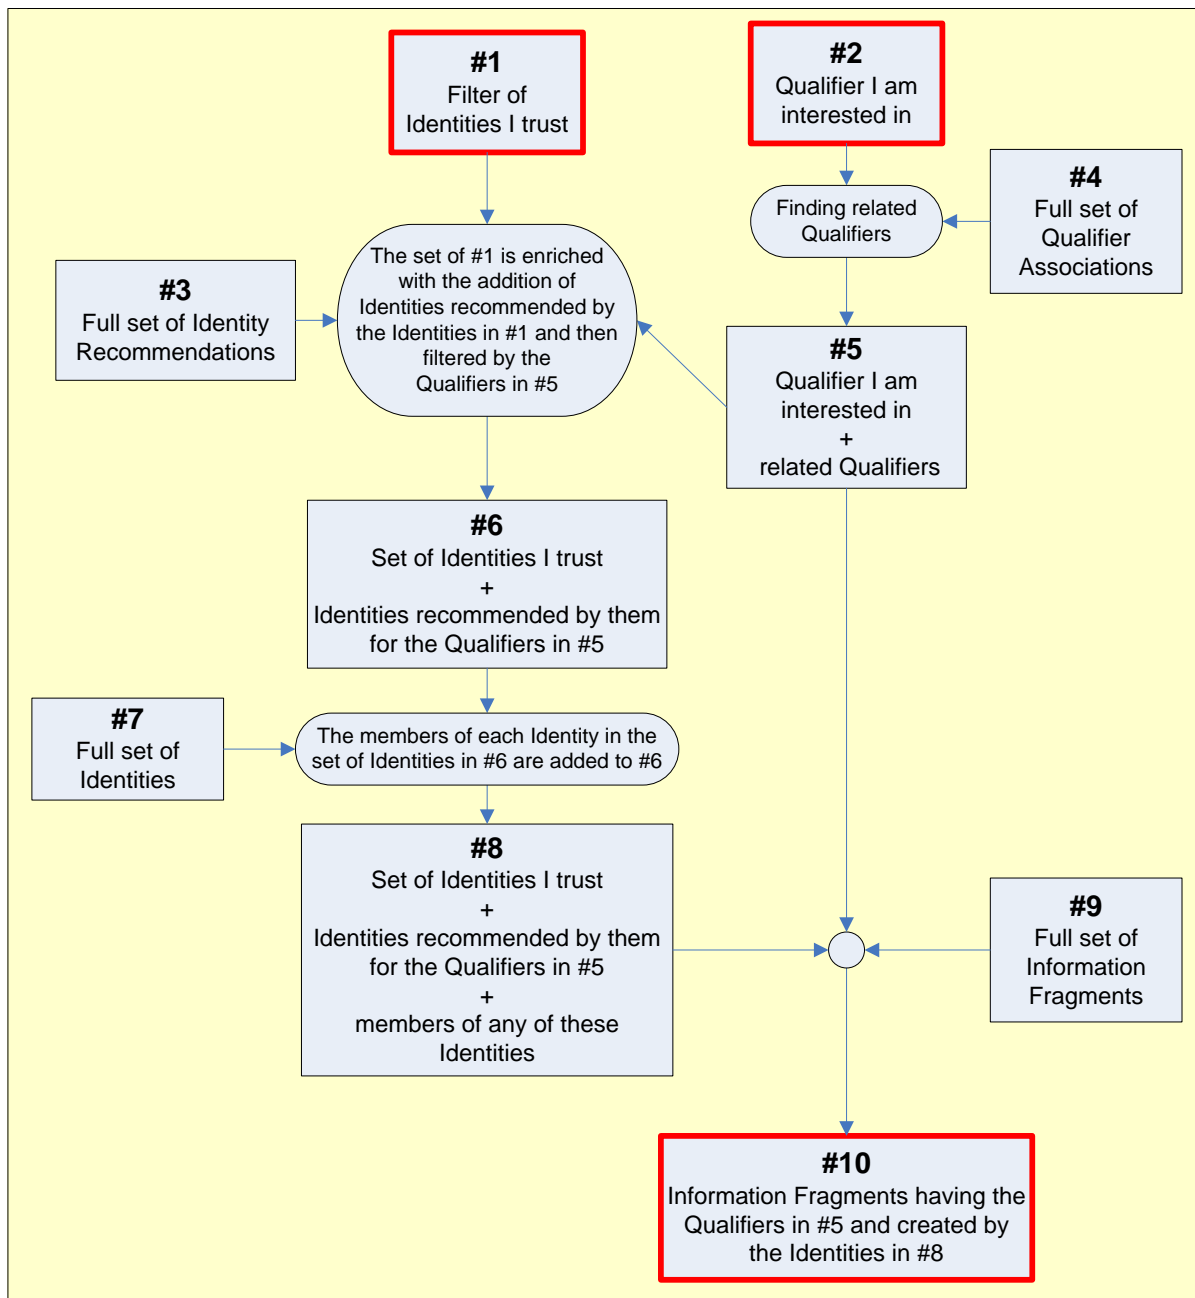 #1
Filter of
Identities I trust
#2
Qualifier I am
interested in
Finding related
Qualifiers
#4
Full set of
Qualifier
Associations
The set of #1 is enriched
with the addition of
Identities recommended by
the Identities in #1 and then
filtered by the
Qualifiers in #5
#3
Full set of Identity
Recommendations
#5
Qualifier I am
interested in
+
related Qualifiers
#6
Set of Identities I trust
+
Identities recommended by them
for the Qualifiers in #5
#7
Full set of
Identities
The members of each Identity in the
set of Identities in #6 are added to #6
#8
Set of Identities I trust
+
Identities recommended by them
for the Qualifiers in #5
+
members of any of these
Identities
#9
Full set of
Information
Fragments
#10
Information Fragments having the
Qualifiers in #5 and created by
the Identities in #8